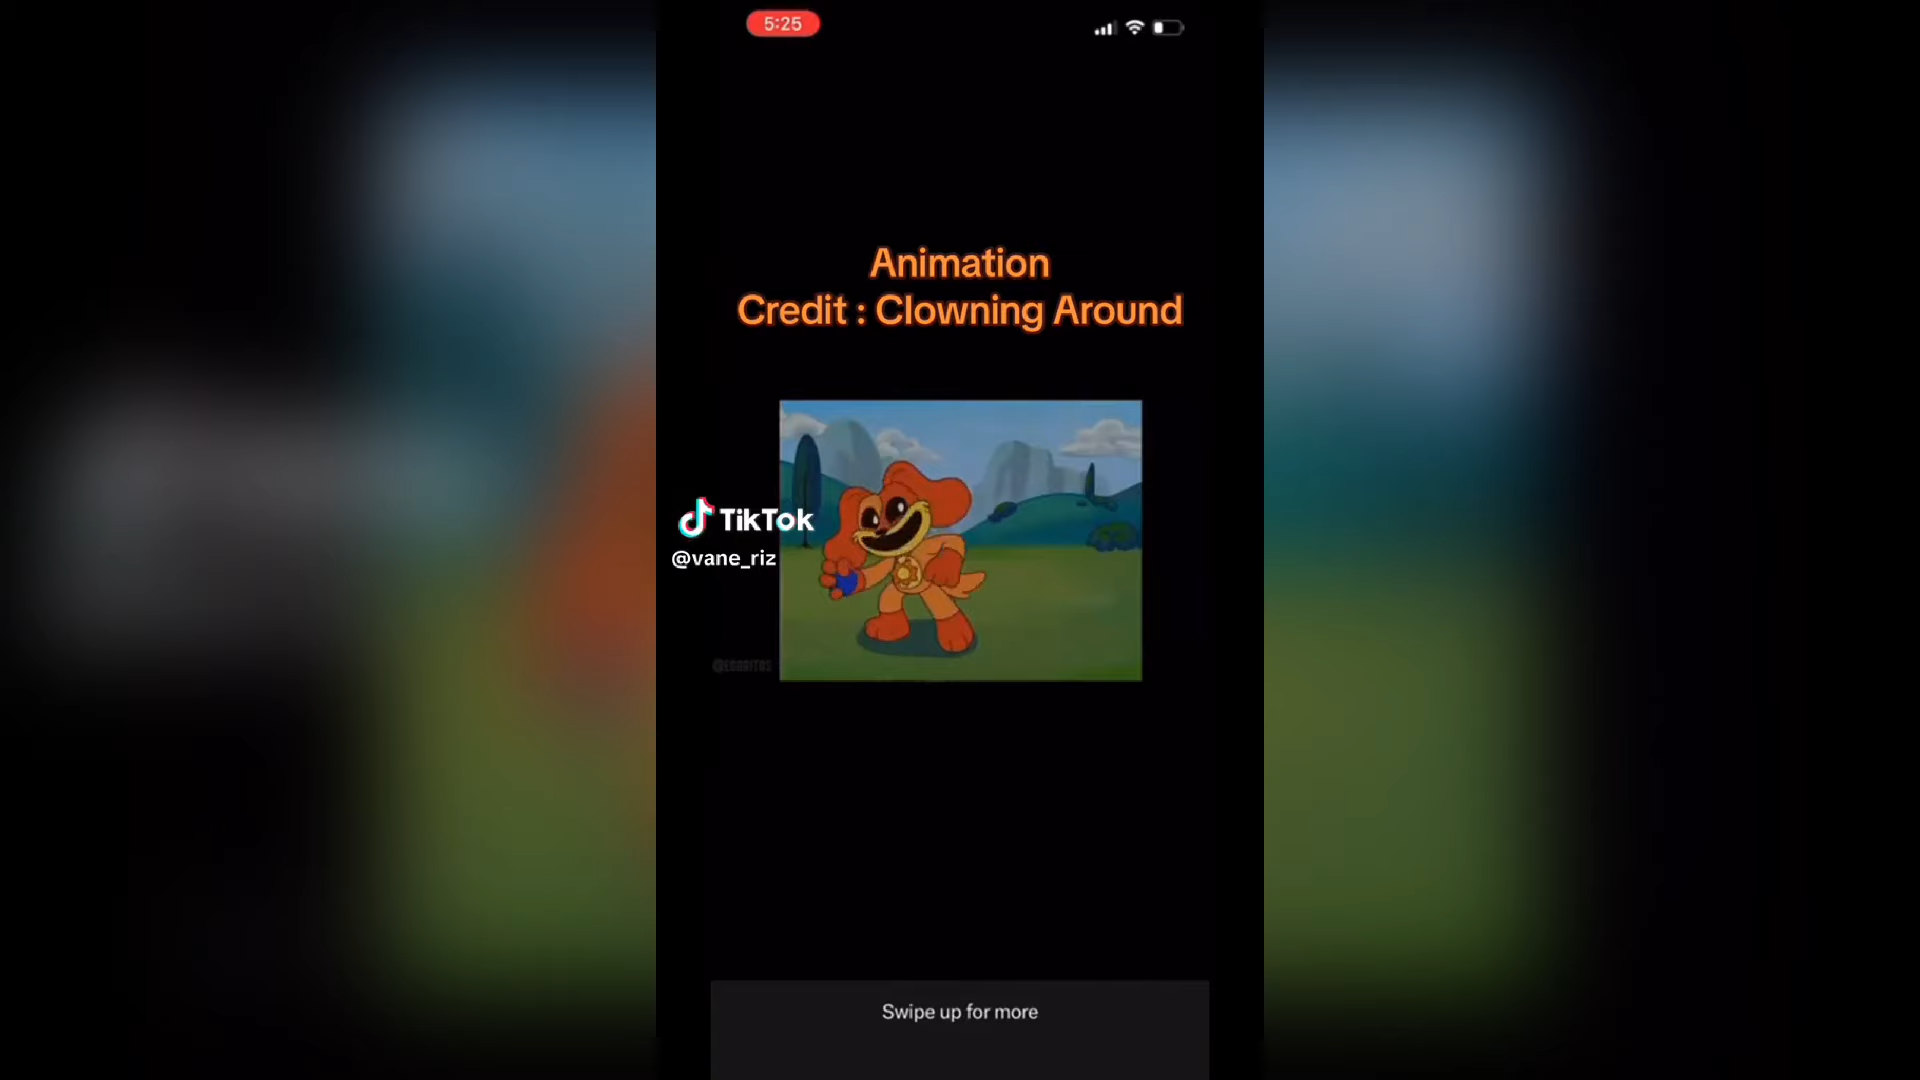 5:25
Animation
Credit : Clowning Around
TikTok
@vane_riz
Swipe up for more